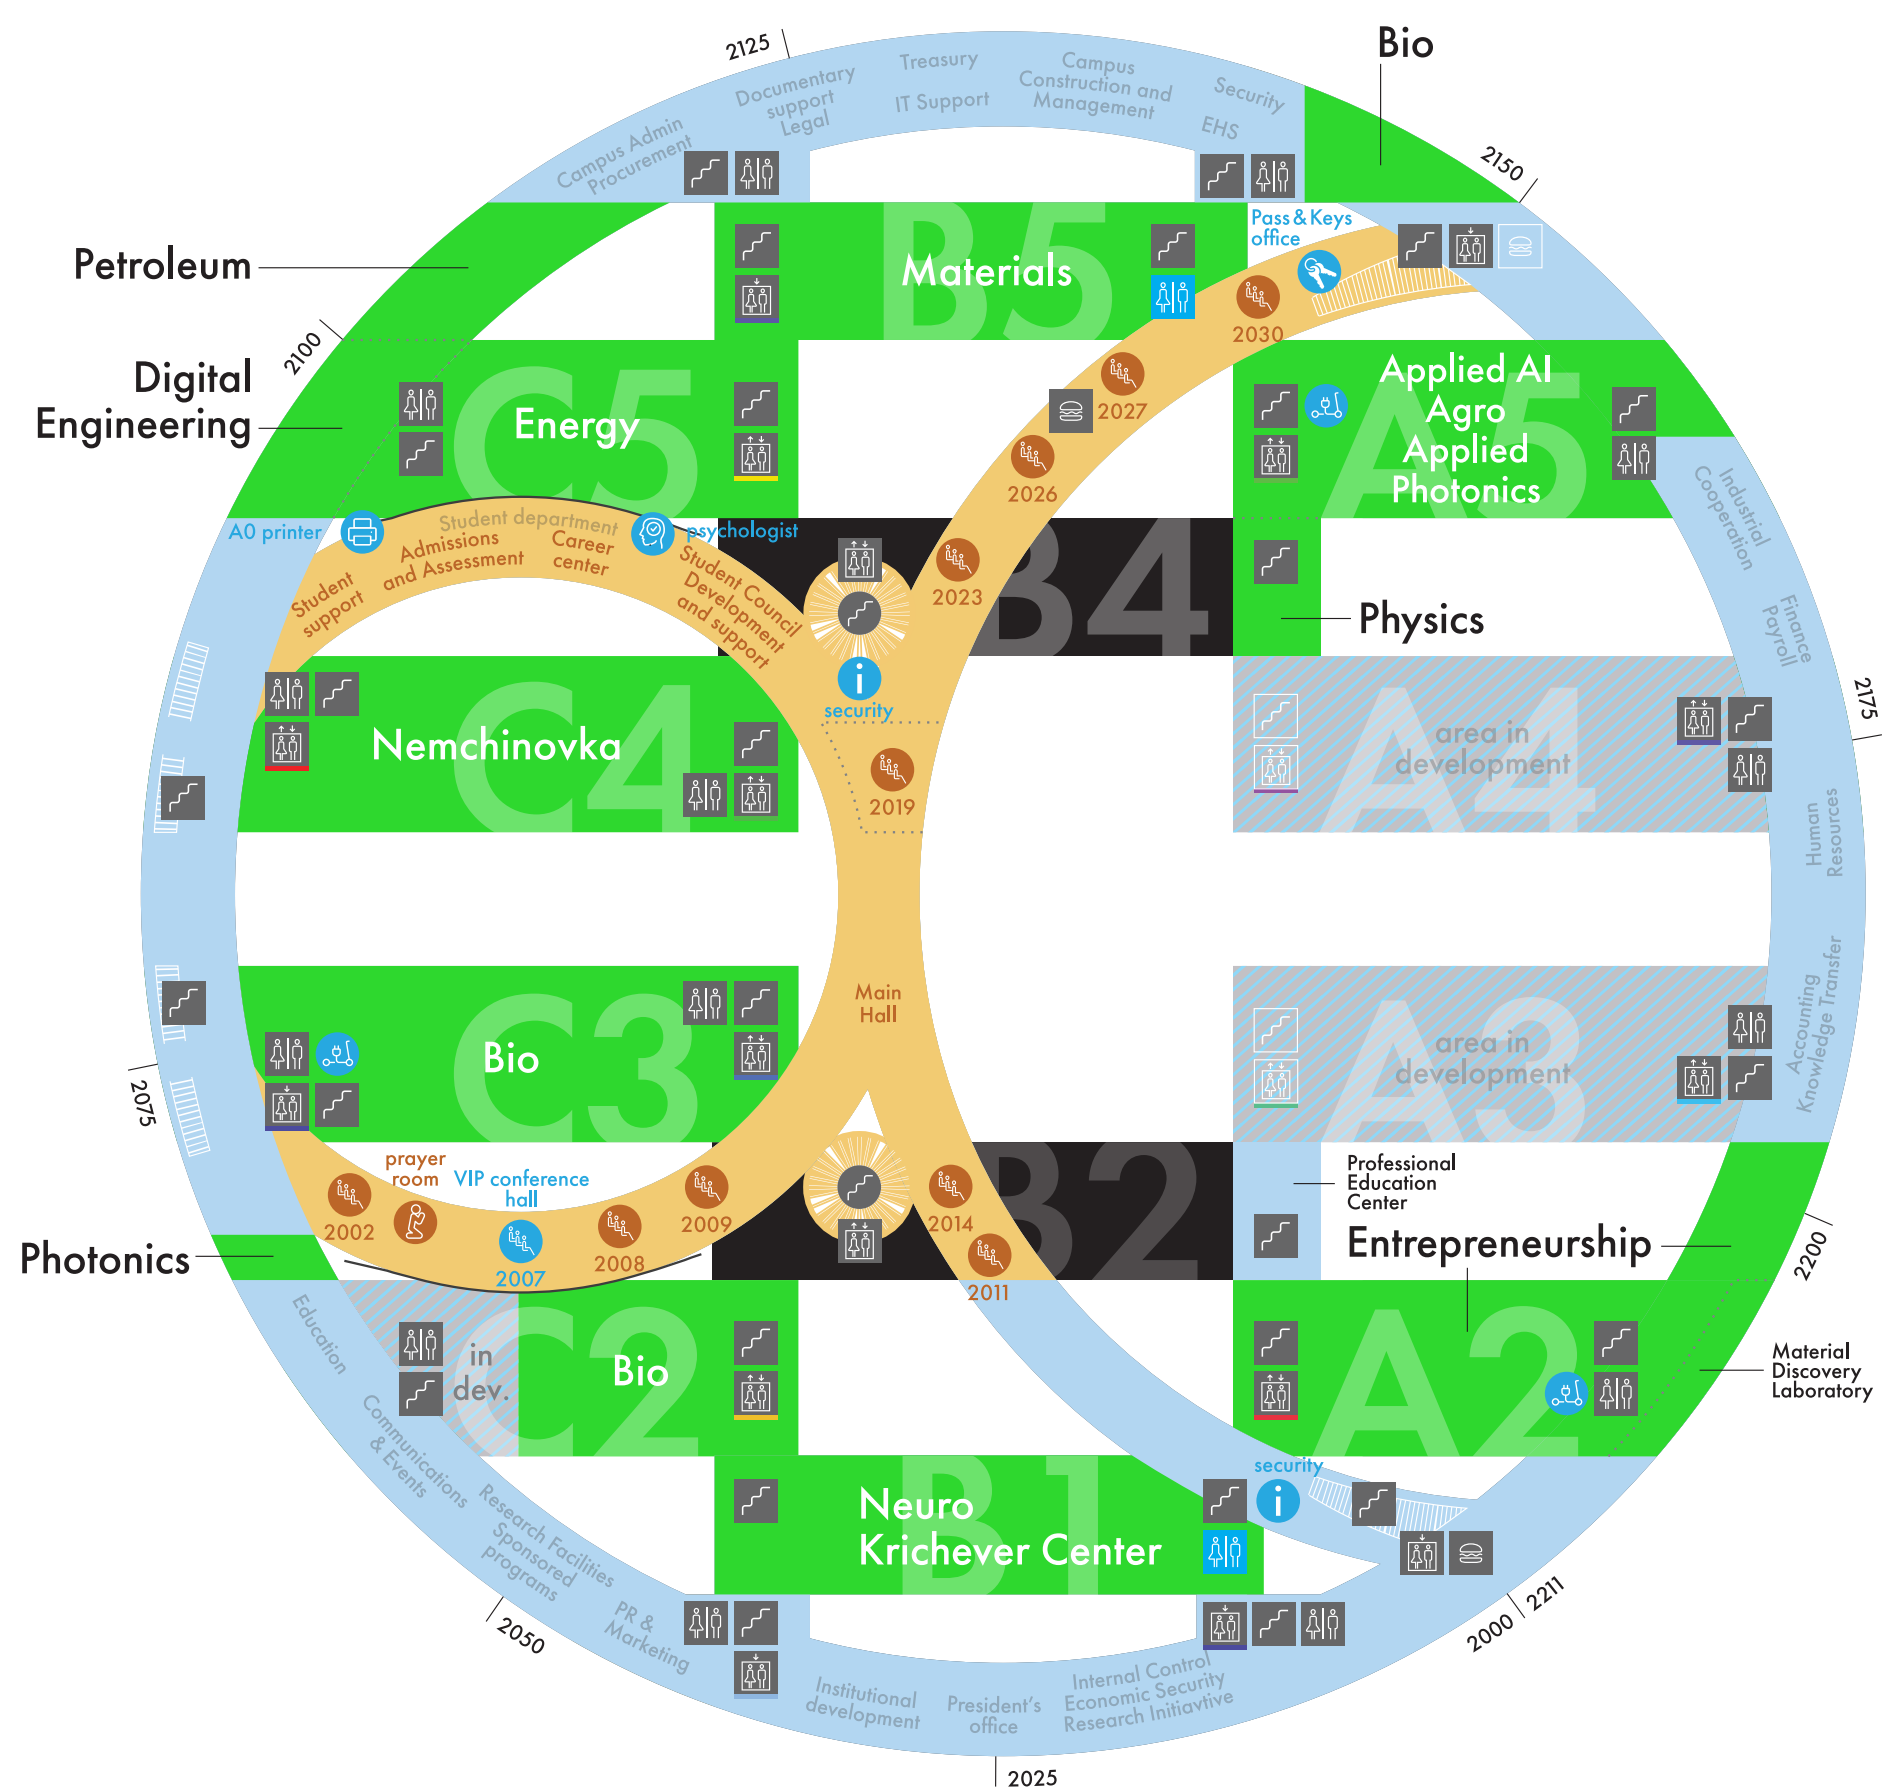 2125
Documentary
support
Legal
Treasury
IT Support
Campus
Construction and
Management
Security
EHS
Bio
2150
Campus Admin
Procurement
Petroleum
B5
Materials
Pass & Keys
office
2030
2100
Digital
Engineering
C5
Energy
2027
2026
A5
Applied AI
Agro
Applied
Photonics
Industrial
Cooperation
A0 printer
Student department
psychologist
Student
support
Admissions
and Assessment
Career
center
Student Council
Development
and support
B4
2023
Physics
Finance
Payroll
security
2019
C4
Nemchinovka
A4
area in
development
2175
Human
Resources
C3
Bio
Main
Hall
A3
area in
development
Accounting
Knowledge Transfer
2075
2002
prayer
room
VIP conference
hall
2007
2008
2009
2014
2011
B2
Professional
Education
Center
Entrepreneurship
2200
Photonics
Education
in
dev.
C2
Bio
A2
Material
Discovery
Laboratory
Communications
& Events
Research Facilities
Sponsored
programs
B1
Neuro
Krichever Center
security
i
i
2050
PR &
Marketing
Institutional
development
President's
office
Internal Control
Economic Security
Research Initiavtive
2000
2211
2025